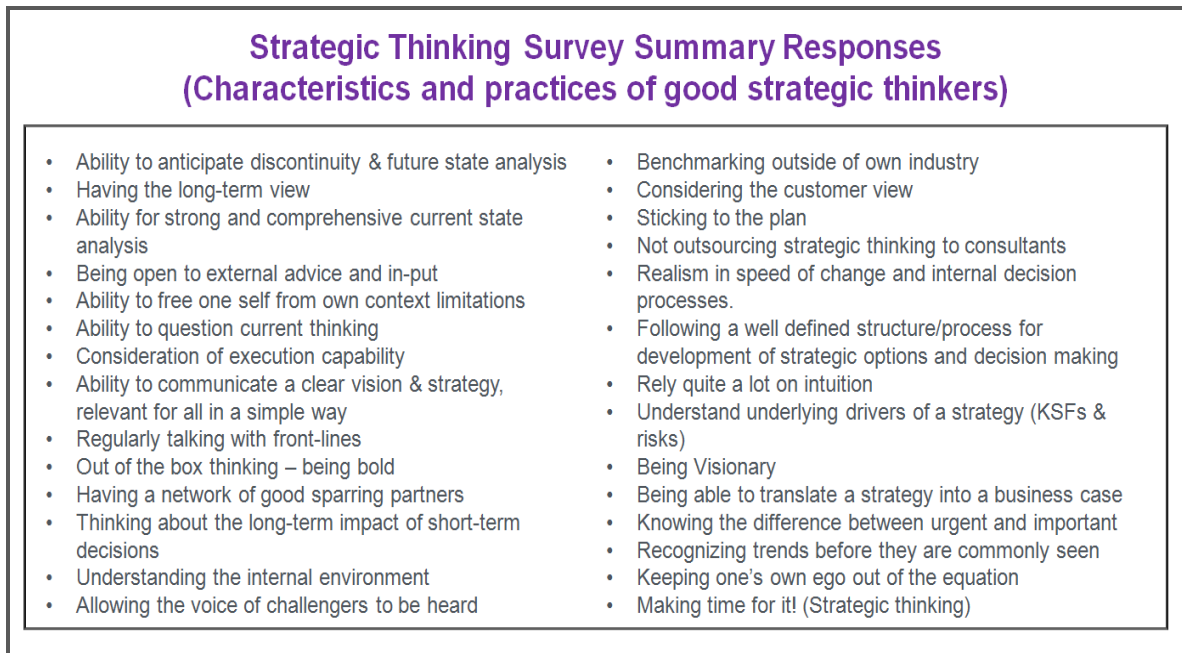 Strategic Thinking Survey Summary Responses
(Characteristics and practices of good strategic thinkers)
• Ability to anticipate discontinuity & future state analysis
• Having the long-term view
• Ability for strong and comprehensive current state
analysis
• Being open to external advice and in-put
• Ability to free one self from own context limitations
• Ability to question current thinking
• Consideration of execution capability
• Ability to communicate a clear vision & strategy,
relevant for all in a simple way
• Regularly talking with front-lines
• Out of the box thinking – being bold
• Having a network of good sparring partners
• Thinking about the long-term impact of short-term
decisions
• Understanding the internal environment
• Allowing the voice of challengers to be heard
• Benchmarking outside of own industry
• Considering the customer view
• Sticking to the plan
• Not outsourcing strategic thinking to consultants
• Realism in speed of change and internal decision
processes.
• Following a well defined structure/process for
development of strategic options and decision making
• Rely quite a lot on intuition
• Understand underlying drivers of a strategy (KSFs &
risks)
• Being Visionary
• Being able to translate a strategy into a business case
• Knowing the difference between urgent and important
• Recognizing trends before they are commonly seen
• Keeping one’s own ego out of the equation
• Making time for it! (Strategic thinking)